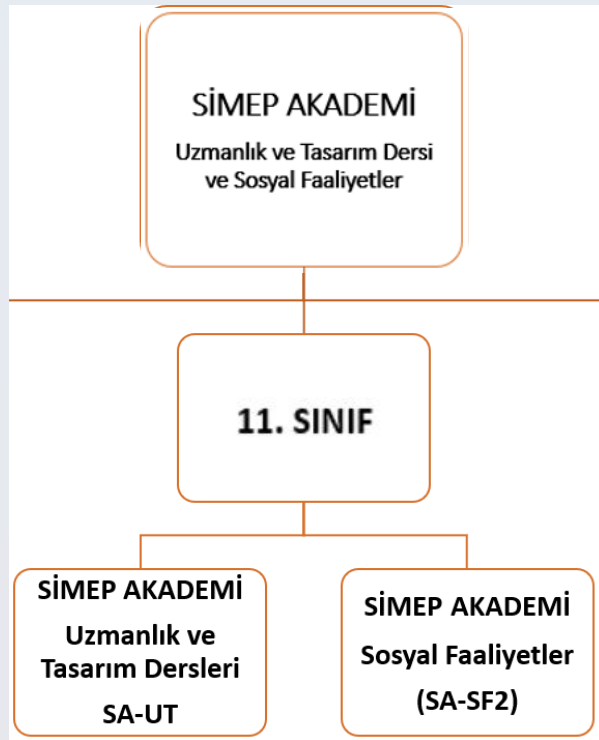 SİMEP AKADEMİ
Uzmanlık ve Tasarım Dersi
ve Sosyal Faaliyetler
11. SINIF
SİMEP AKADEMİ
Uzmanlık ve
Tasarım Dersleri
SA-UT
SİMEP AKADEMİ
Sosyal Faaliyetler
(SA-SF2)